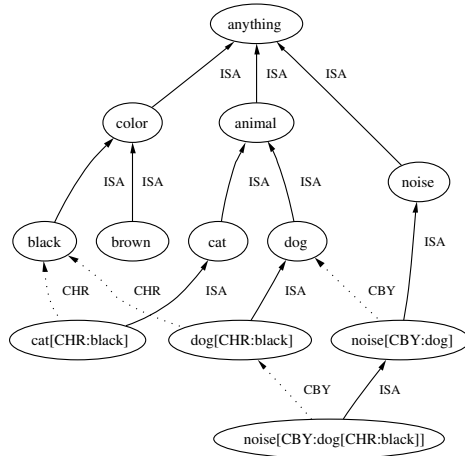 anything
ISA ISA ISA
color animal
noise
ISA ISA ISA ISA
black brown cat dog
ISA
CHR CHR ISA ISA CBY
cat[CHR:black] dog[CHR:black] noise[CBY:dog]
CBY ISA
noise[CBY:dog[CHR:black]]